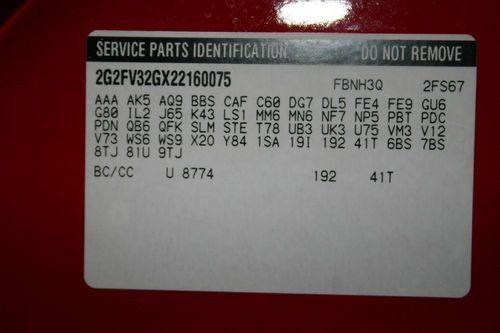 SERVICE PARTS IDENTIFICATION DO NOT REMOVE
2G2FV32GX22160075 FBNH3Q 2FS67
AAA AK5 AQ9 BBS CAF C60 DG7 DL5 FE4 FE9 GU6
G80 IL2 J65 K43 LS1 MM6 MN6 NF7 NP5 PBT PDC
PDN QB6 QFK SLM STE T78 UB3 UK3 U75 VM3 V12
V73 WS6 WS9 X20 Y84 1SA 19I 192 41T 6BS 7BS
8TJ 81U 9TJ
BC/CC U 8774 192 41T